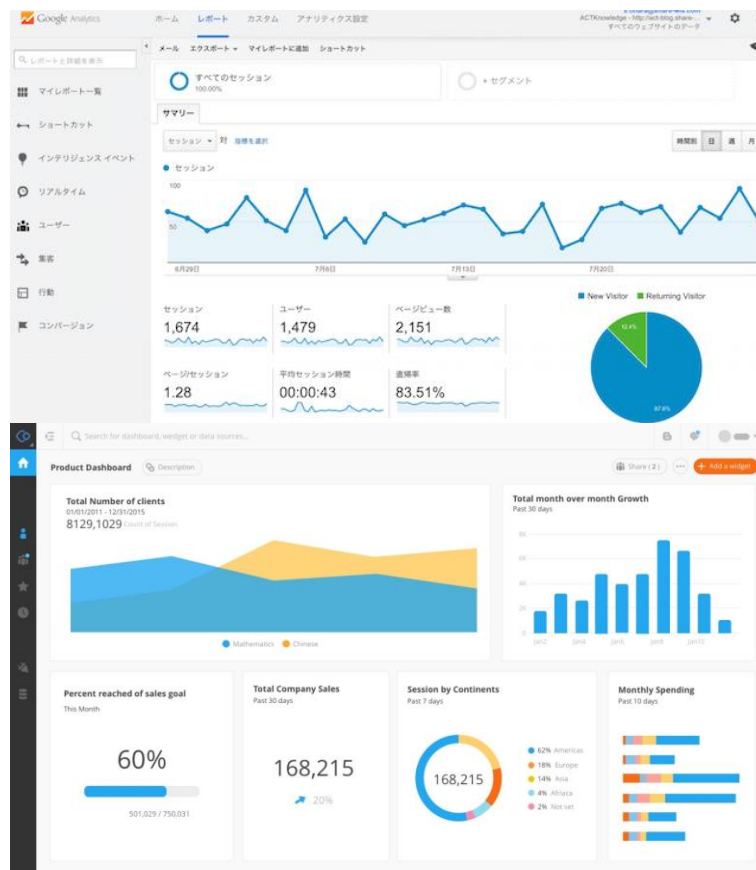 Google Analytics
ホーム レポート カスタム アナリティクス設定
ACTKnowledge - http://act.blog.share-...
すべてのウェブサイトのデータ
レポートと詳細を表示
メール エクスポート マイレポートに追加 ショートカット
すべてのセッション
100.00%
+ セグメント
マイレポート一覧
ショートカット
インテリジェンス イベント
リアルタイム
ユーザー
集客
行動
コンバージョン
サマリー
セッション 対 指標を選択
時間別 日 週 月
セッション
100
50
6月29日 7月6日 7月13日 7月20日
New Visitor Returning Visitor
12.4%
87.6%
セッション ユーザー ページビュー数
1,674 1,479 2,151
ページ/セッション 平均セッション時間 直帰率
1.28 00:00:43 83.51%
Search for dashboard, wedget or data sources...
Product Dashboard Description
Share ( 2 ) Add a widget
Total Number of clients
01/01/2011 - 12/31/2015
8129,1029 Count of Session
Mathematics Chinese
Total month over month Growth
Past 30 days
Jan2 Jan4 Jan6 Jan8 Jan10
Percent reached of sales goal
This Month
60%
501,029 / 750,031
Total Company Sales
Past 30 days
168,215
20%
Session by Continents
Past 7 days
168,215
62% Americas
18% Europe
14% Asia
4% Africa
2% Not set
Monthly Spending
Past 10 days